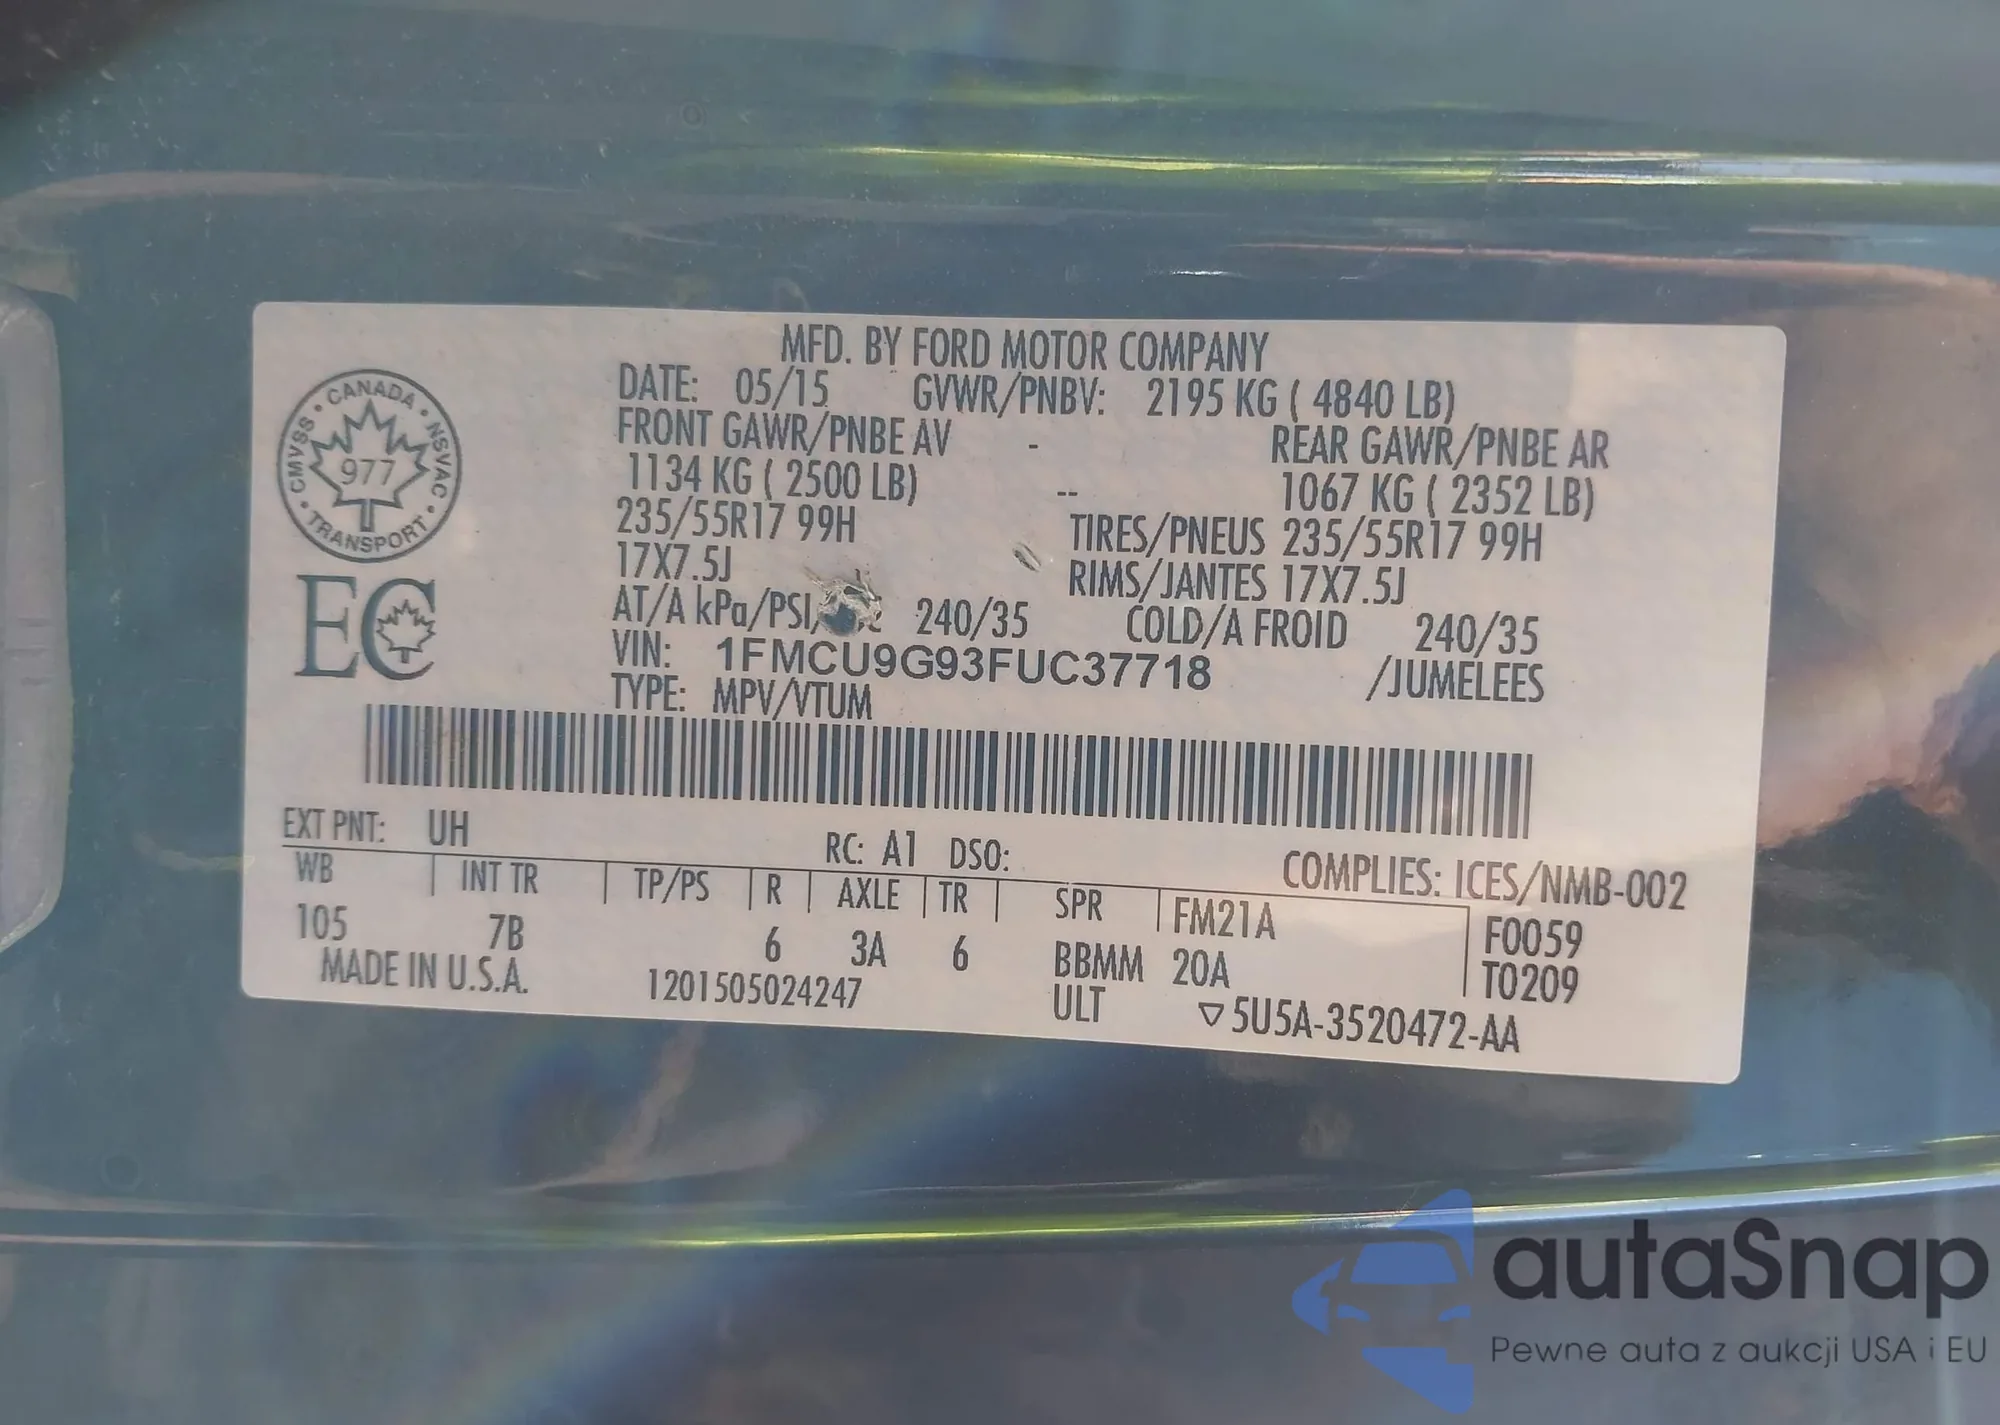 MFD. BY FORD MOTOR COMPANY
DATE: 05/15 GVWR/PNBV: 2195 KG ( 4840 LB)
FRONT GAWR/PNBE AV - REAR GAWR/PNBE AR
1134 KG ( 2500 LB) -- 1067 KG ( 2352 LB)
235/55R17 99H TIRES/PNEUS 235/55R17 99H
17X7.5J RIMS/JANTES 17X7.5J
AT/A kPa/PSI/ 240/35 COLD/A FROID 240/35
VIN: 1FMCU9G93FUC37718 /JUMELEES
TYPE: MPV/VTUM
CMVSS • CANADA • NSVAC • TRANSPORT •
977
EC
EXT PNT: UH RC: A1 DSO: COMPLIES: ICES/NMB-002
WB INT TR TP/PS R AXLE TR SPR FM21A F0059
105 7B 6 3A 6 BBMM 20A T0209
MADE IN U.S.A. 1201505024247 ULT ▽5U5A-3520472-AA
autaSnap
Pewne auta z aukcji USA i EU